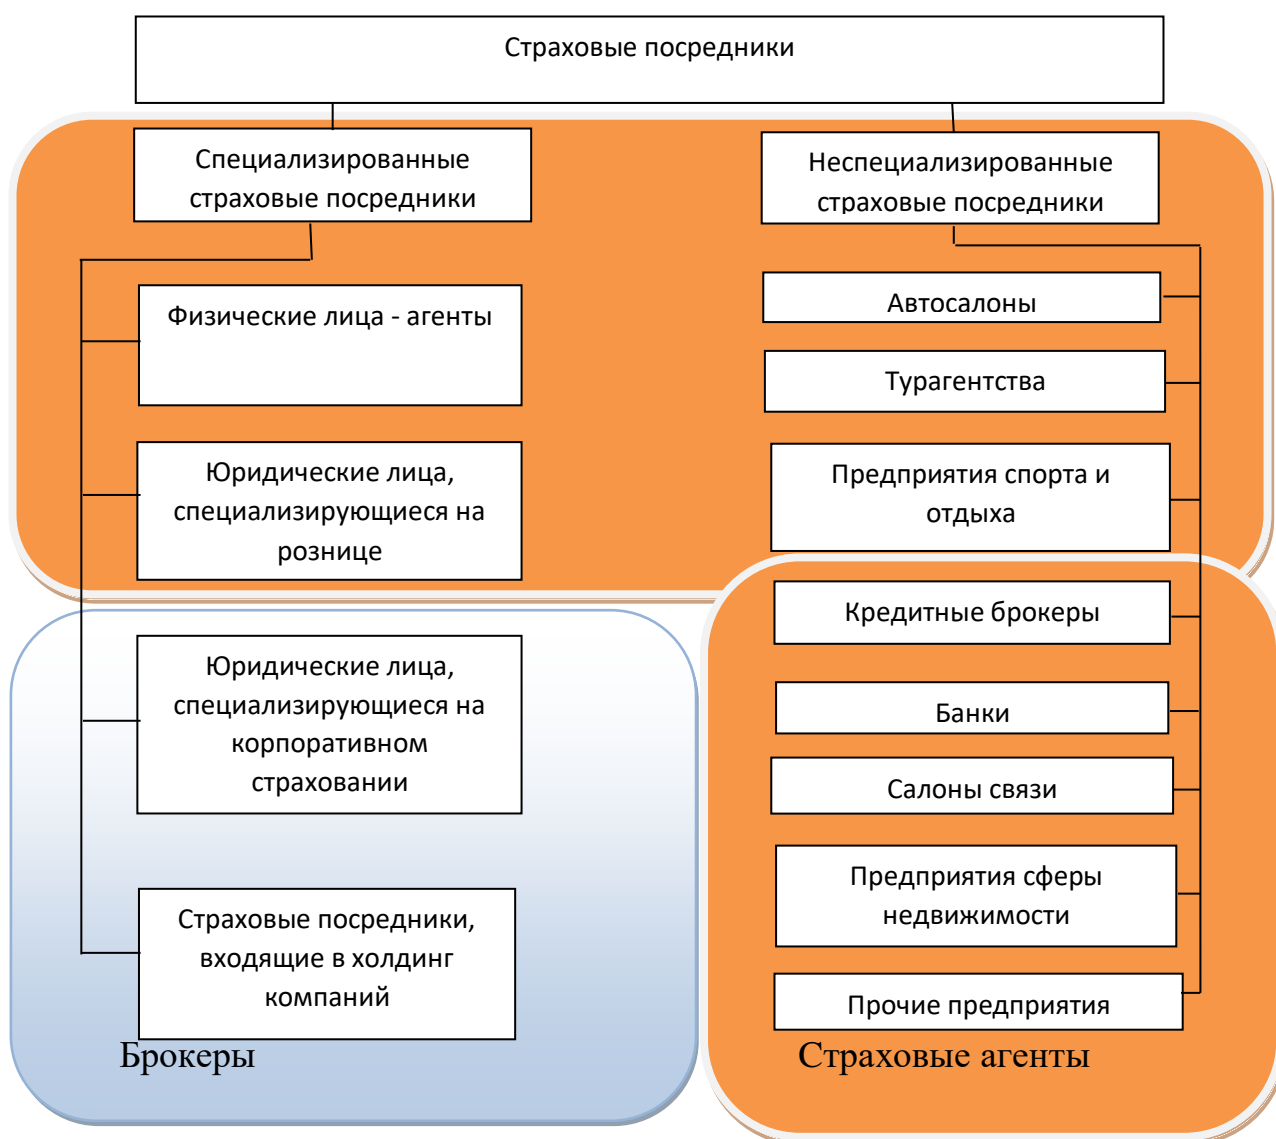 Страховые посредники
Специализированные
страховые посредники
Неспециализированные
страховые посредники
Физические лица - агенты
Юридические лица,
специализирующиеся на
рознице
Юридические лица,
специализирующиеся на
корпоративном
страховании
Страховые посредники,
входящие в холдинг
компаний
Брокеры
Автосалоны
Турагентства
Предприятия спорта и
отдыха
Кредитные брокеры
Банки
Салоны связи
Предприятия сферы
недвижимости
Прочие предприятия
Страховые агенты